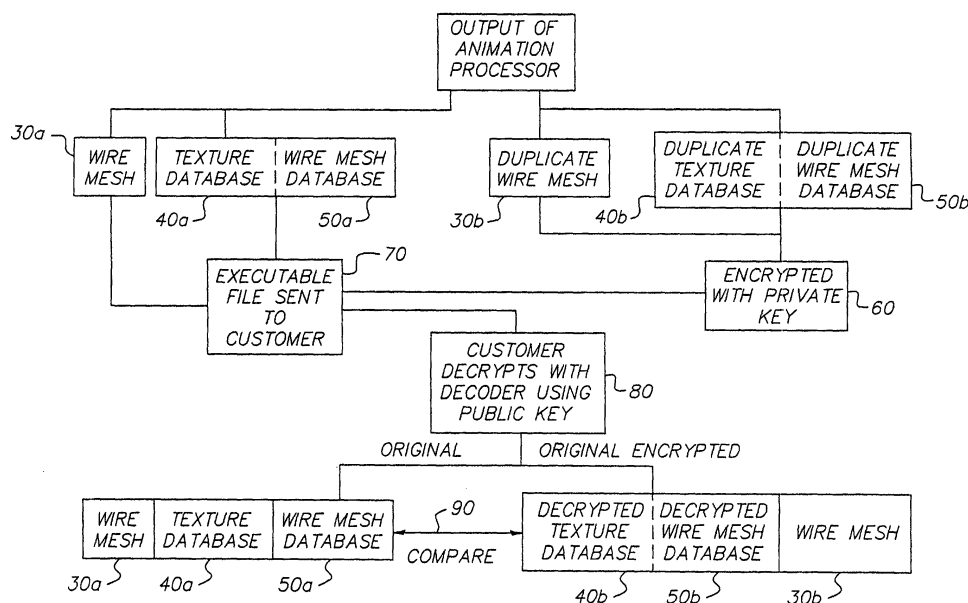 OUTPUT OF
ANIMATION
PROCESSOR
30a
WIRE
MESH
TEXTURE
DATABASE
WIRE MESH
DATABASE
40a
50a
DUPLICATE
WIRE MESH
30b
DUPLICATE
TEXTURE
DATABASE
DUPLICATE
WIRE MESH
DATABASE
40b
50b
EXECUTABLE
FILE SENT
TO
CUSTOMER
70
ENCRYPTED
WITH PRIVATE
KEY
60
CUSTOMER
DECRYPTS WITH
DECODER USING
PUBLIC KEY
80
ORIGINAL
ORIGINAL ENCRYPTED
WIRE
MESH
TEXTURE
DATABASE
WIRE MESH
DATABASE
30a
40a
50a
90
COMPARE
DECRYPTED
TEXTURE
DATABASE
DECRYPTED
WIRE MESH
DATABASE
WIRE MESH
40b
50b
30b